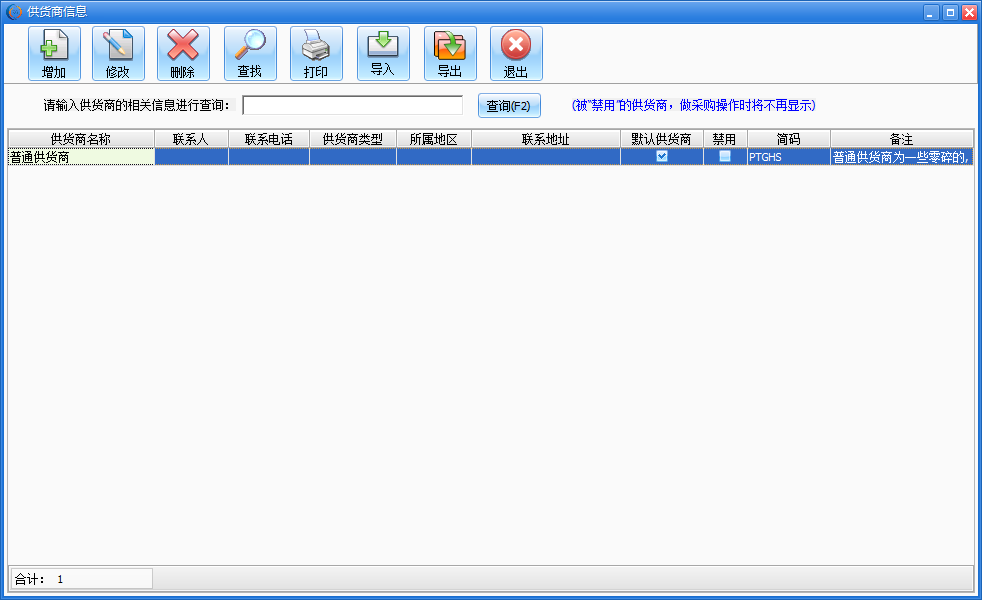 供货商信息
增加 修改 删除 查找 打印 导入 导出 退出
请输入供货商的相关信息进行查询： 查询(F2) (被"禁用"的供货商，做采购操作时将不再显示)
供货商名称 联系人 联系电话 供货商类型 所属地区 联系地址 默认供货商 禁用 简码 备注
普通供货商 PTGHS 普通供货商为一些零碎的,
合计： 1